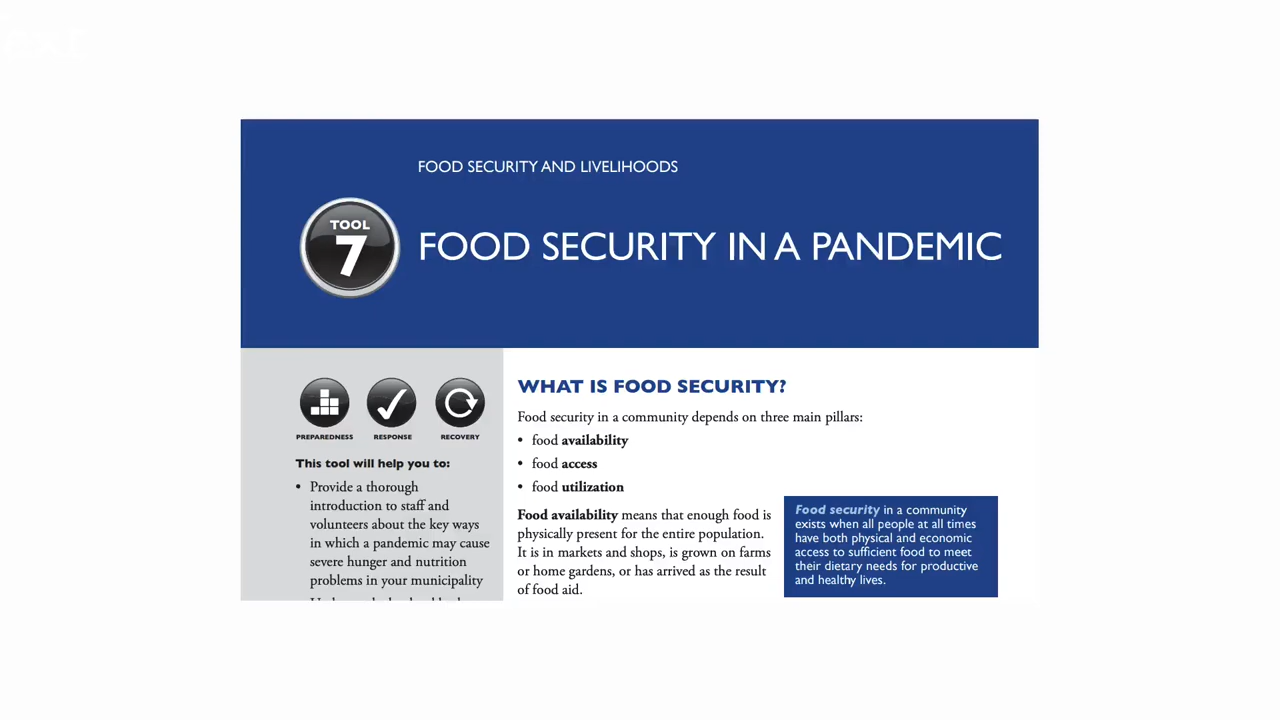 FOOD SECURITY AND LIVELIHOODS
TOOL
7
FOOD SECURITY IN A PANDEMIC
PREPAREDNESS
RESPONSE
RECOVERY
This tool will help you to:
• Provide a thorough
introduction to staff and
volunteers about the key ways
in which a pandemic may cause
severe hunger and nutrition
problems in your municipality
WHAT IS FOOD SECURITY?
Food security in a community depends on three main pillars:
• food availability
• food access
• food utilization
Food availability means that enough food is
physically present for the entire population.
It is in markets and shops, is grown on farms
or home gardens, or has arrived as the result
of food aid.
Food security in a community
exists when all people at all times
have both physical and economic
access to sufficient food to meet
their dietary needs for productive
and healthy lives.